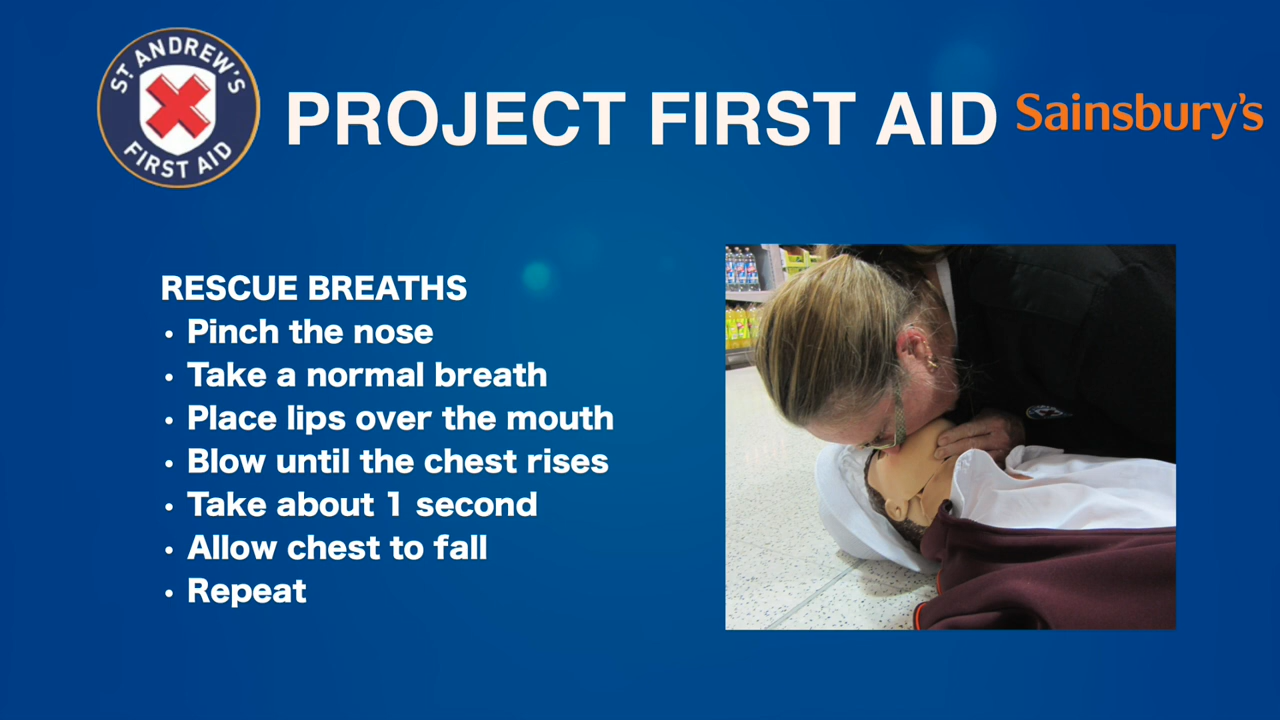 ST. ANDREW'S
FIRST AID
PROJECT FIRST AID
Sainsbury's
RESCUE BREATHS
• Pinch the nose
• Take a normal breath
• Place lips over the mouth
• Blow until the chest rises
• Take about 1 second
• Allow chest to fall
• Repeat